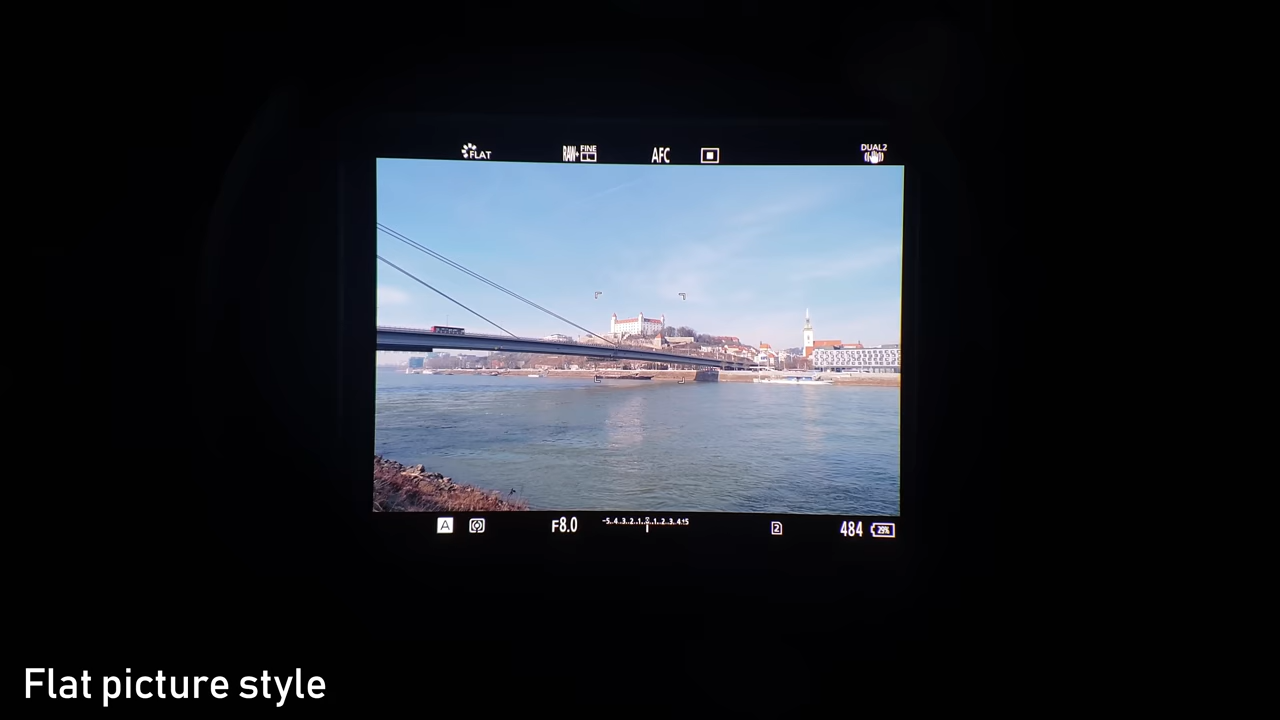 FLAT RAW+ FINE L AFC DUAL2
A F8.0 -5..4..3..2..1..0..1..2..3..4.+5 2 484 29%
Flat picture style